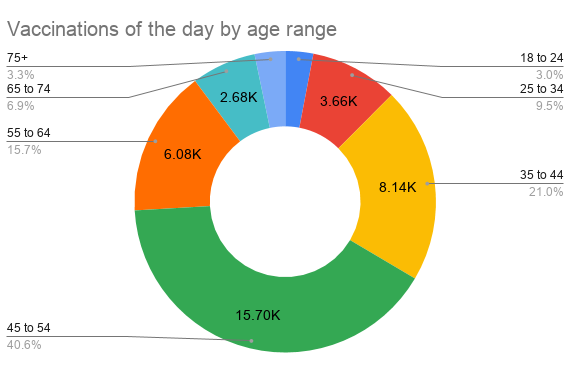 Vaccinations of the day by age range
75+
3.3%
65 to 74
6.9%
55 to 64
15.7%
45 to 54
40.6%
18 to 24
3.0%
25 to 34
9.5%
35 to 44
21.0%
2.68K
3.66K
6.08K
8.14K
15.70K